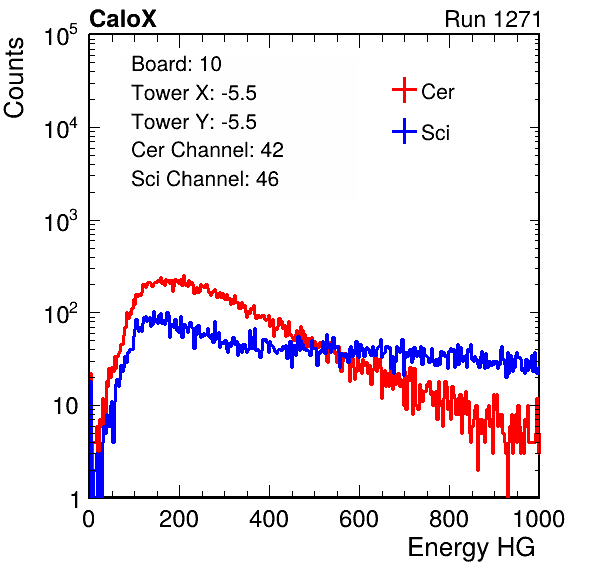 CaloX Run 1271
Counts
10^5
10^4
10^3
10^2
10
1
Board: 10
Tower X: -5.5
Tower Y: -5.5
Cer Channel: 42
Sci Channel: 46
Cer
Sci
0 200 400 600 800 1000
Energy HG